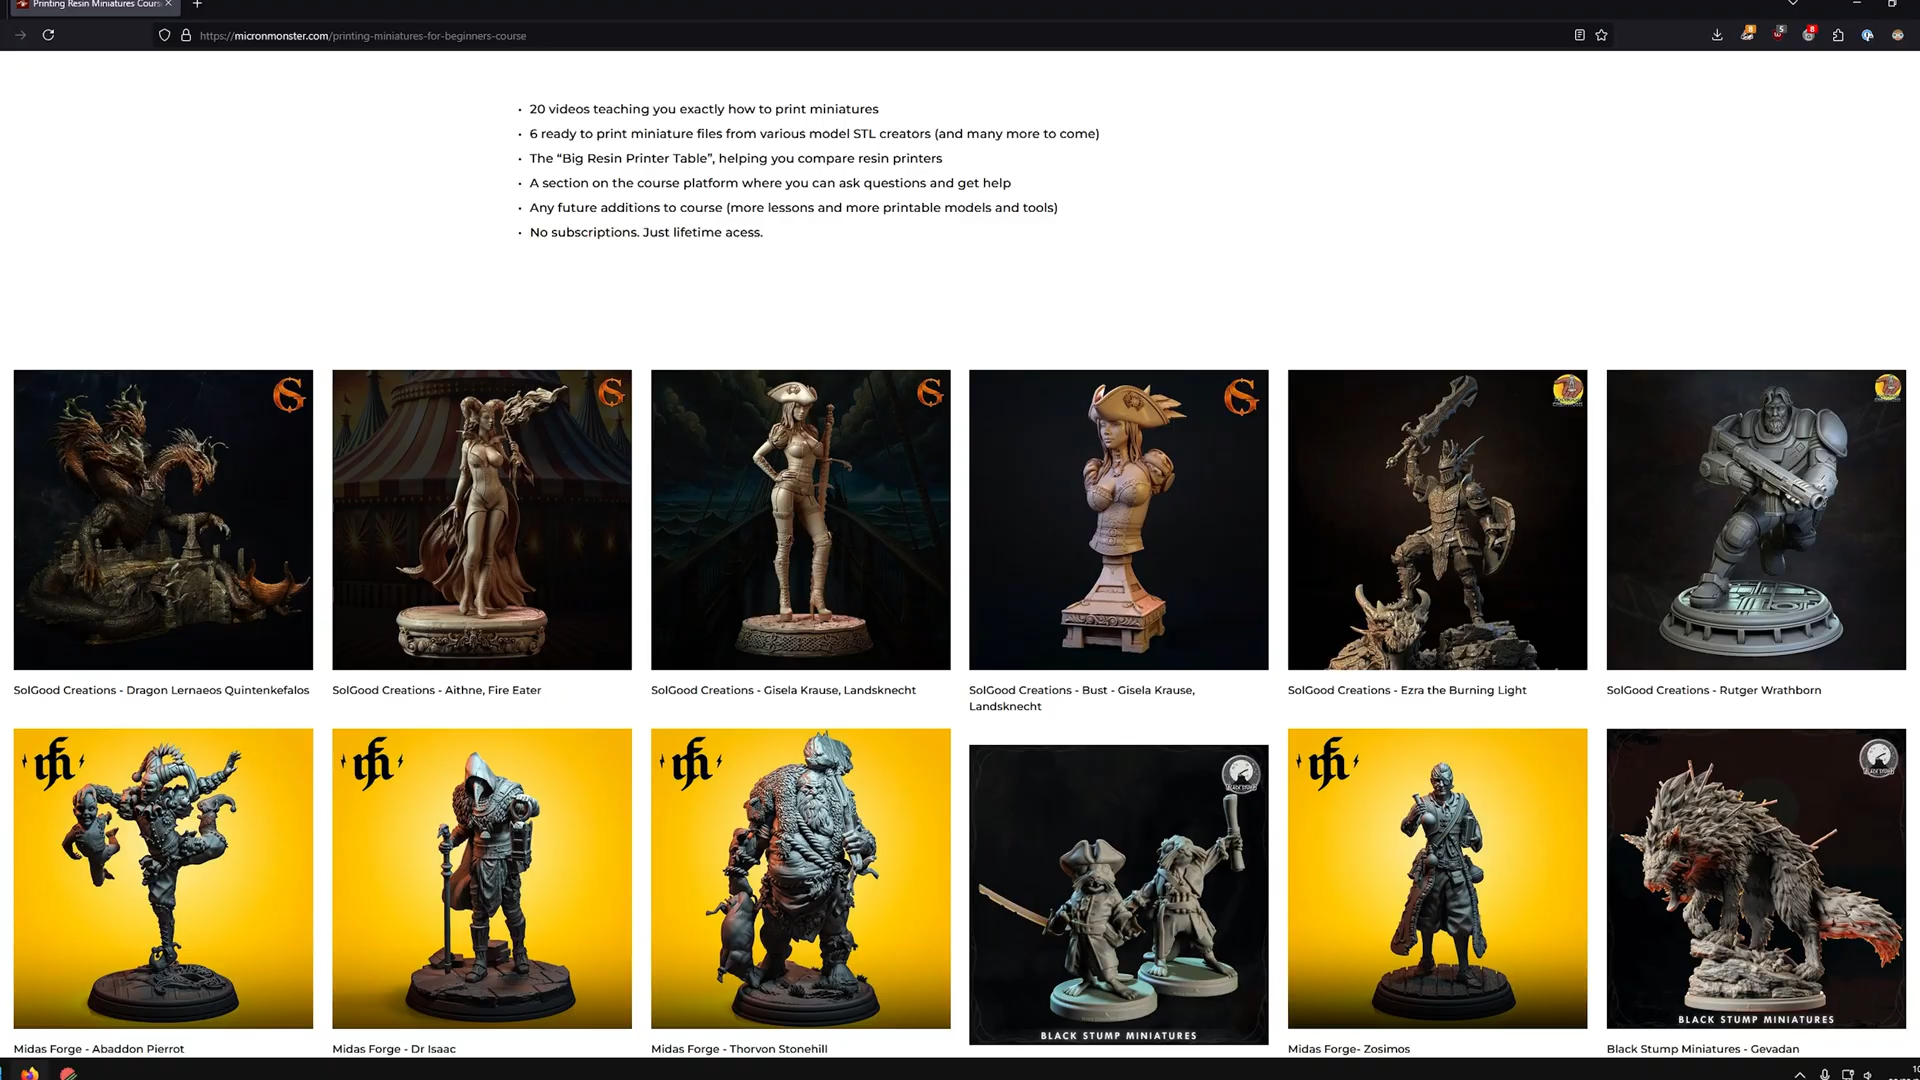 Printing Resin Miniatures Cours
https://micronmonster.com/printing-miniatures-for-beginners-course
8
5
8
• 20 videos teaching you exactly how to print miniatures
• 6 ready to print miniature files from various model STL creators (and many more to come)
• The “Big Resin Printer Table”, helping you compare resin printers
• A section on the course platform where you can ask questions and get help
• Any future additions to course (more lessons and more printable models and tools)
• No subscriptions. Just lifetime acess.
SolGood Creations - Dragon Lernaeos Quintenkefalos
SolGood Creations - Aithne, Fire Eater
SolGood Creations - Gisela Krause, Landsknecht
SolGood Creations - Bust - Gisela Krause,
Landsknecht
SolGood Creations - Ezra the Burning Light
SolGood Creations - Rutger Wrathborn
BLACK STUMP
BLACK STUMP MINIATURES
BLACK STUMP
BLACK STUMP MINIATURES
Midas Forge - Abaddon Pierrot
Midas Forge - Dr Isaac
Midas Forge - Thorvon Stonehill
Midas Forge- Zosimos
Black Stump Miniatures - Gevadan